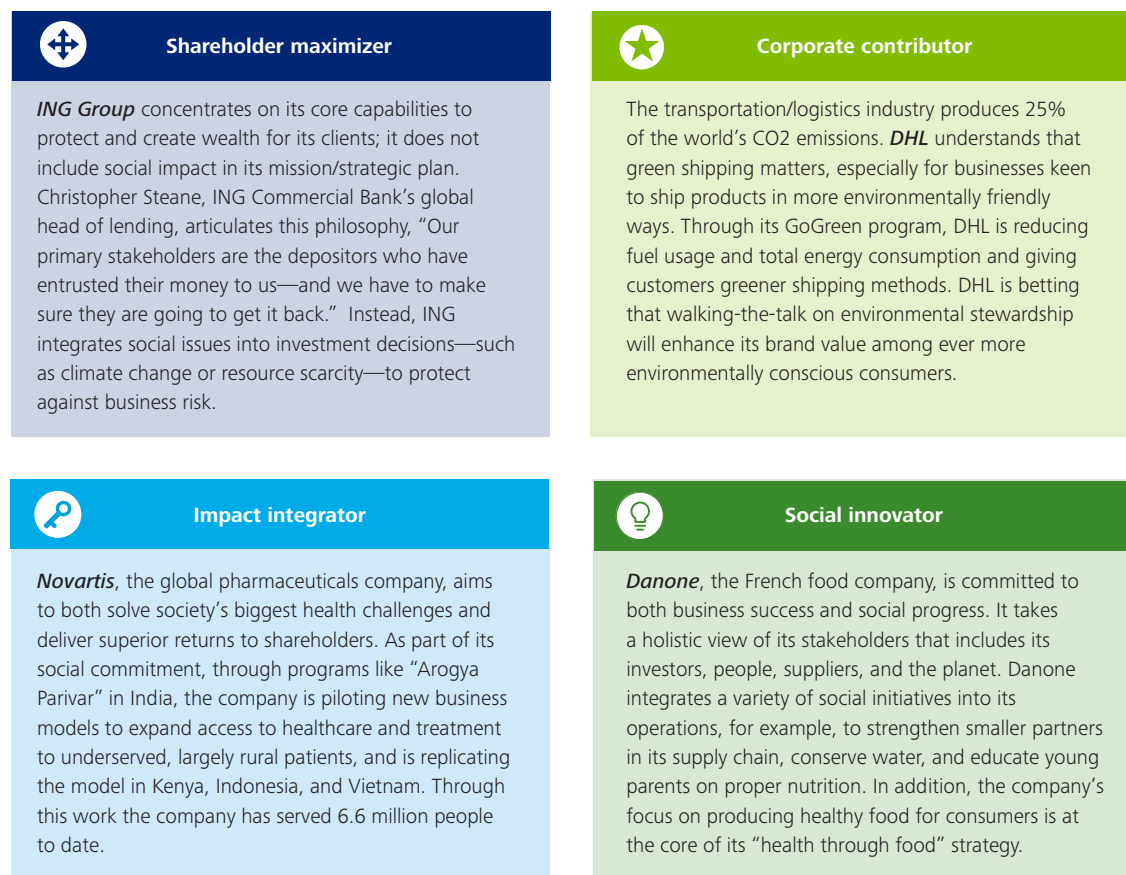 Shareholder maximizer
ING Group concentrates on its core capabilities to
protect and create wealth for its clients; it does not
include social impact in its mission/strategic plan.
Christopher Steane, ING Commercial Bank’s global
head of lending, articulates this philosophy, “Our
primary stakeholders are the depositors who have
entrusted their money to us—and we have to make
sure they are going to get it back.”  Instead, ING
integrates social issues into investment decisions—such
as climate change or resource scarcity—to protect
against business risk.
Corporate contributor
The transportation/logistics industry produces 25%
of the world’s CO2 emissions. DHL understands that
green shipping matters, especially for businesses keen
to ship products in more environmentally friendly
ways. Through its GoGreen program, DHL is reducing
fuel usage and total energy consumption and giving
customers greener shipping methods. DHL is betting
that walking-the-talk on environmental stewardship
will enhance its brand value among ever more
environmentally conscious consumers.
Impact integrator
Novartis, the global pharmaceuticals company, aims
to both solve society’s biggest health challenges and
deliver superior returns to shareholders. As part of its
social commitment, through programs like “Arogya
Parivar” in India, the company is piloting new business
models to expand access to healthcare and treatment
to underserved, largely rural patients, and is replicating
the model in Kenya, Indonesia, and Vietnam. Through
this work the company has served 6.6 million people
to date.
Social innovator
Danone, the French food company, is committed to
both business success and social progress. It takes
a holistic view of its stakeholders that includes its
investors, people, suppliers, and the planet. Danone
integrates a variety of social initiatives into its
operations, for example, to strengthen smaller partners
in its supply chain, conserve water, and educate young
parents on proper nutrition. In addition, the company’s
focus on producing healthy food for consumers is at
the core of its “health through food” strategy.